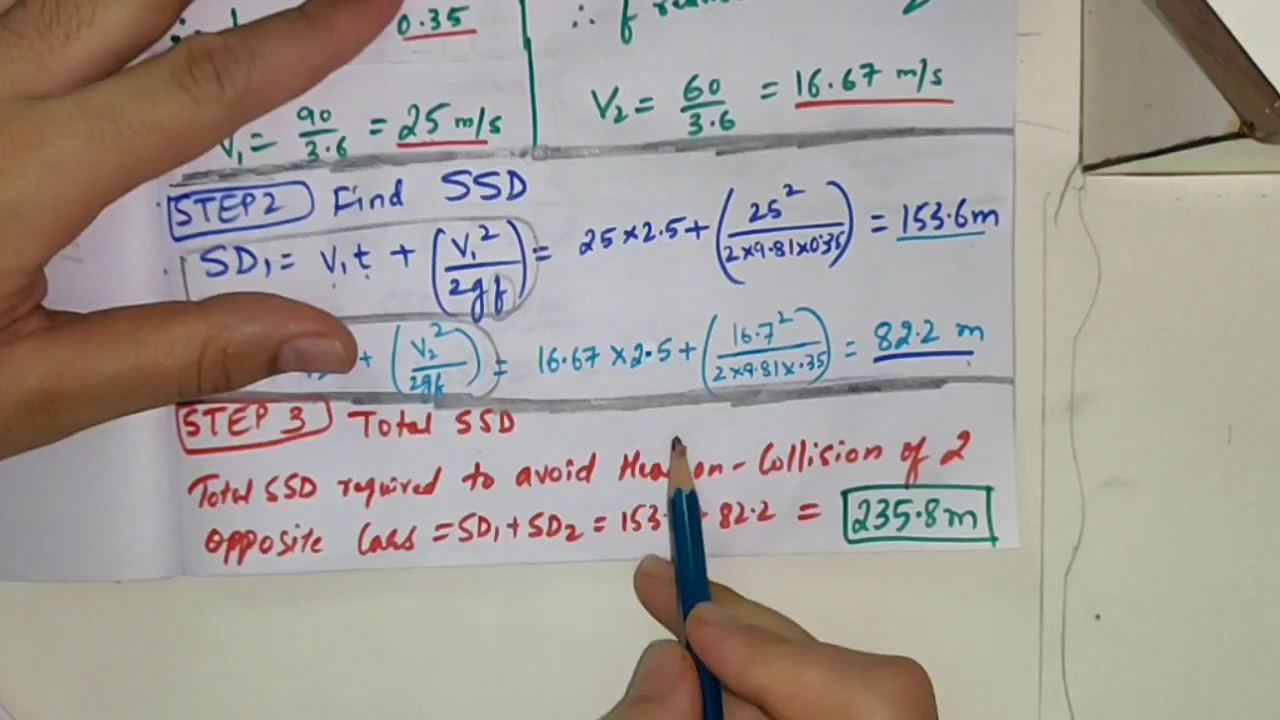 0.35
∴ f
V₁ = 90/3.6 = 25 m/s
V₂ = 60/3.6 = 16.67 m/s
STEP 2 Find SSD
SD₁ = V₁t + (V₁²/2gf) = 25×2.5+(25²/2×9.81×0.35) = 153.6m
+ (V₂²/2gf) = 16.67×2.5+(16.7²/2×9.81×.35) = 82.2 m
STEP 3 Total SSD
Total SSD required to avoid on-Collision of 2
opposite Cars = SD₁+SD₂ = 153. 82.2 = 235.8m